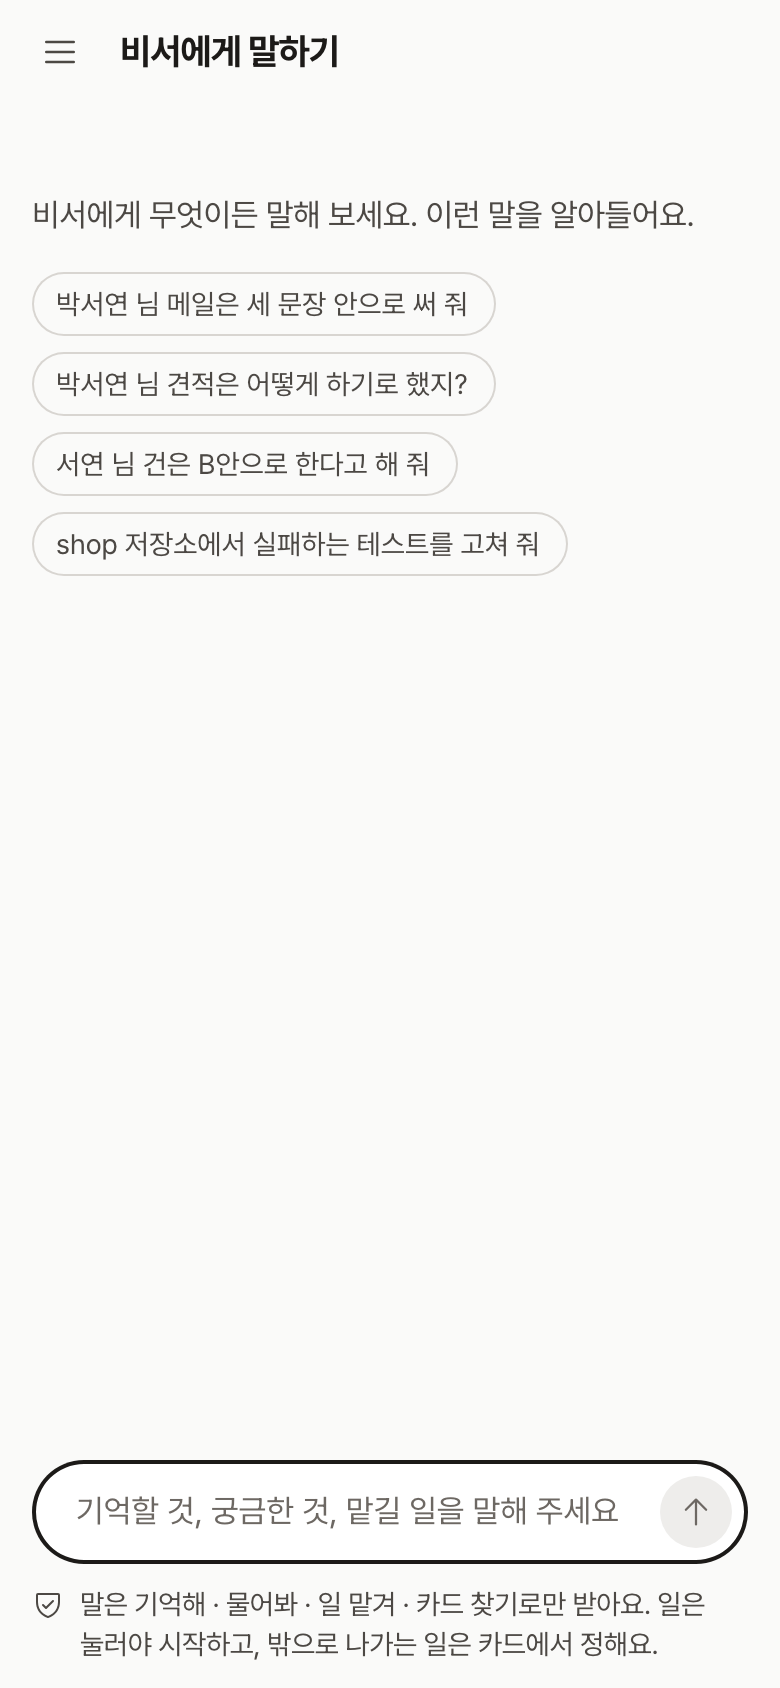 비서에게 말하기
비서에게 무엇이든 말해 보세요. 이런 말을 알아들어요.
박서연 님 메일은 세 문장 안으로 써 줘
박서연 님 견적은 어떻게 하기로 했지?
서연 님 건은 B안으로 한다고 해 줘
shop 저장소에서 실패하는 테스트를 고쳐 줘
기억할 것, 궁금한 것, 맡길 일을 말해 주세요
말은 기억해 · 물어봐 · 일 맡겨 · 카드 찾기로만 받아요. 일은
눌러야 시작하고, 밖으로 나가는 일은 카드에서 정해요.